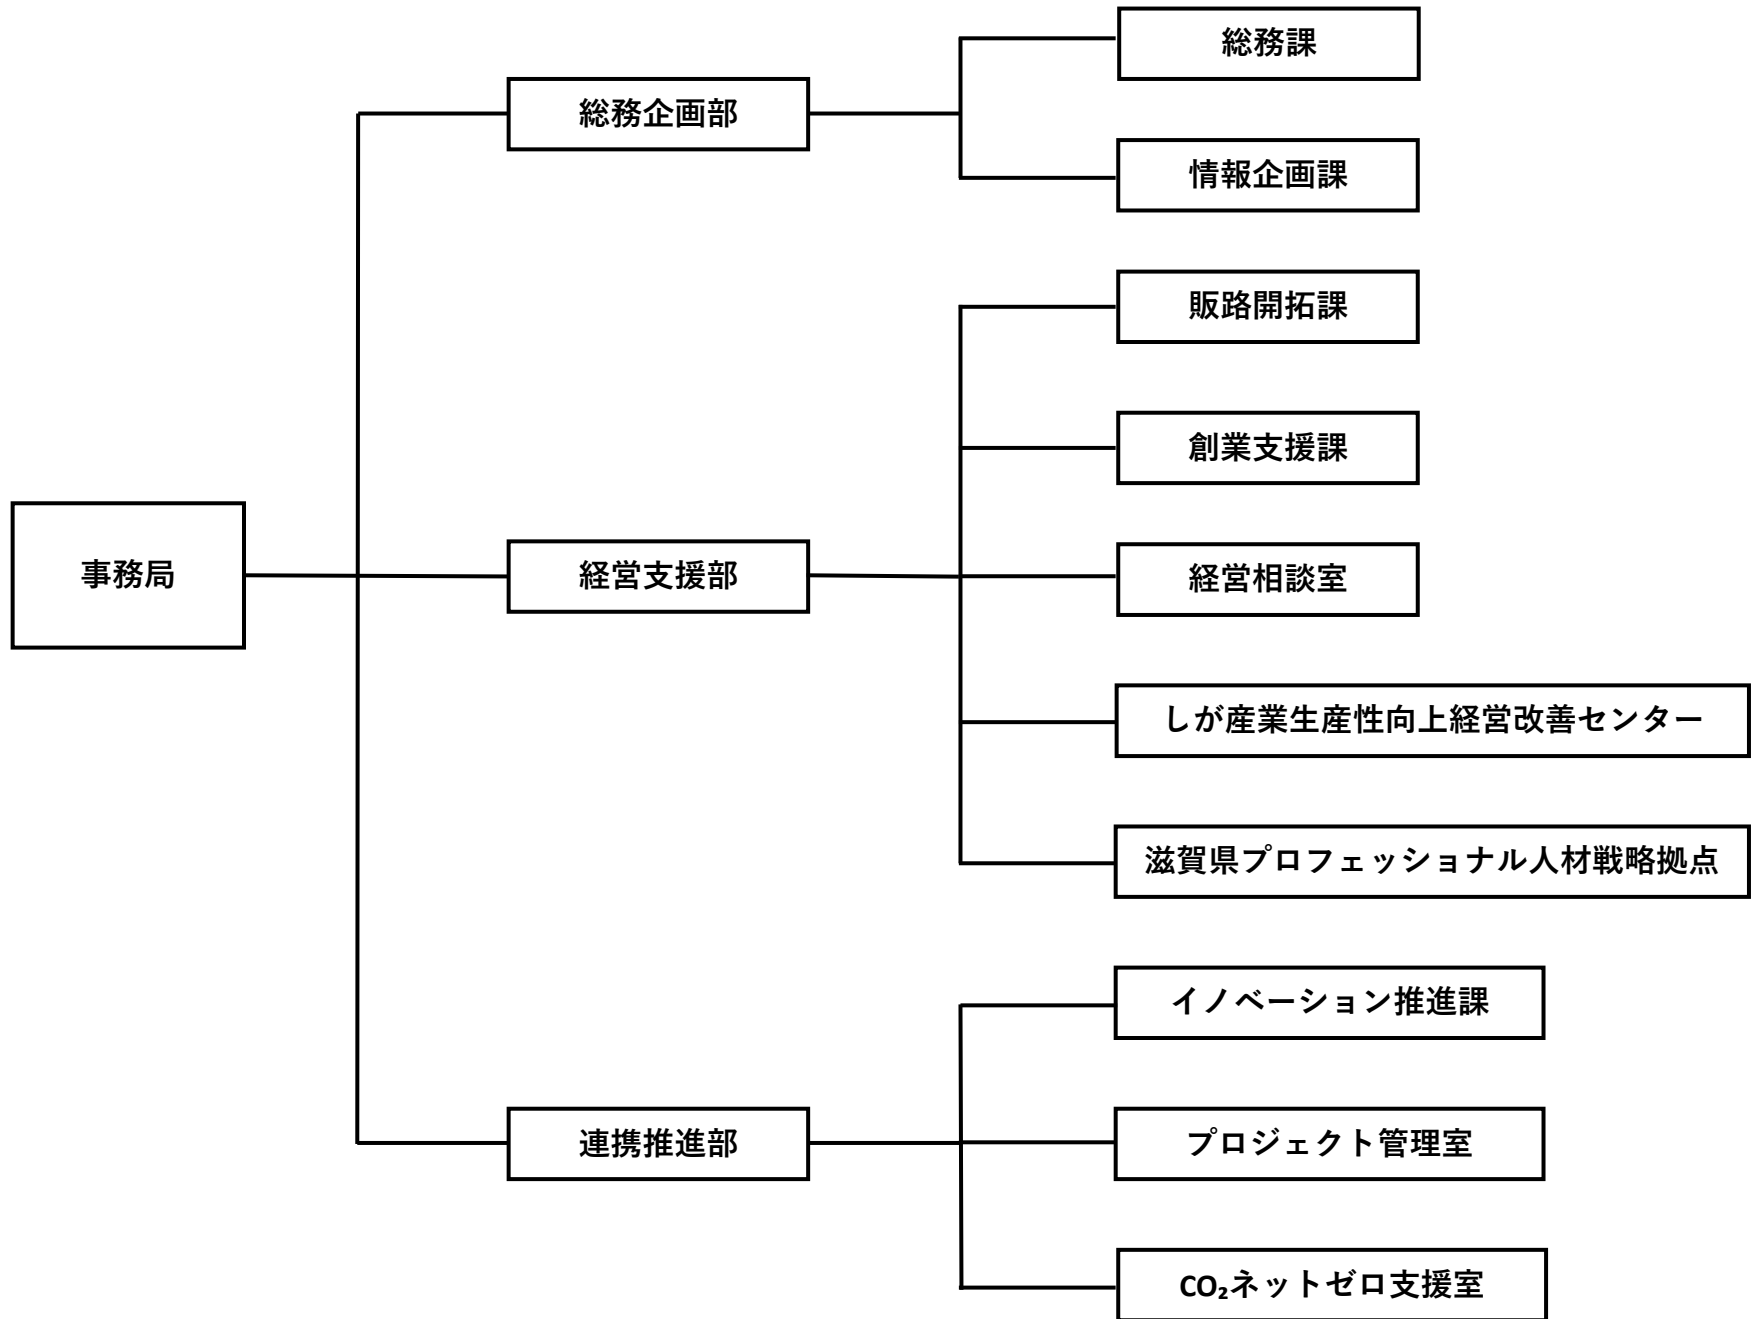 事務局
総務企画部
総務課
情報企画課
経営支援部
販路開拓課
創業支援課
経営相談室
しが産業生産性向上経営改善センター
滋賀県プロフェッショナル人材戦略拠点
連携推進部
イノベーション推進課
プロジェクト管理室
CO₂ネットゼロ支援室